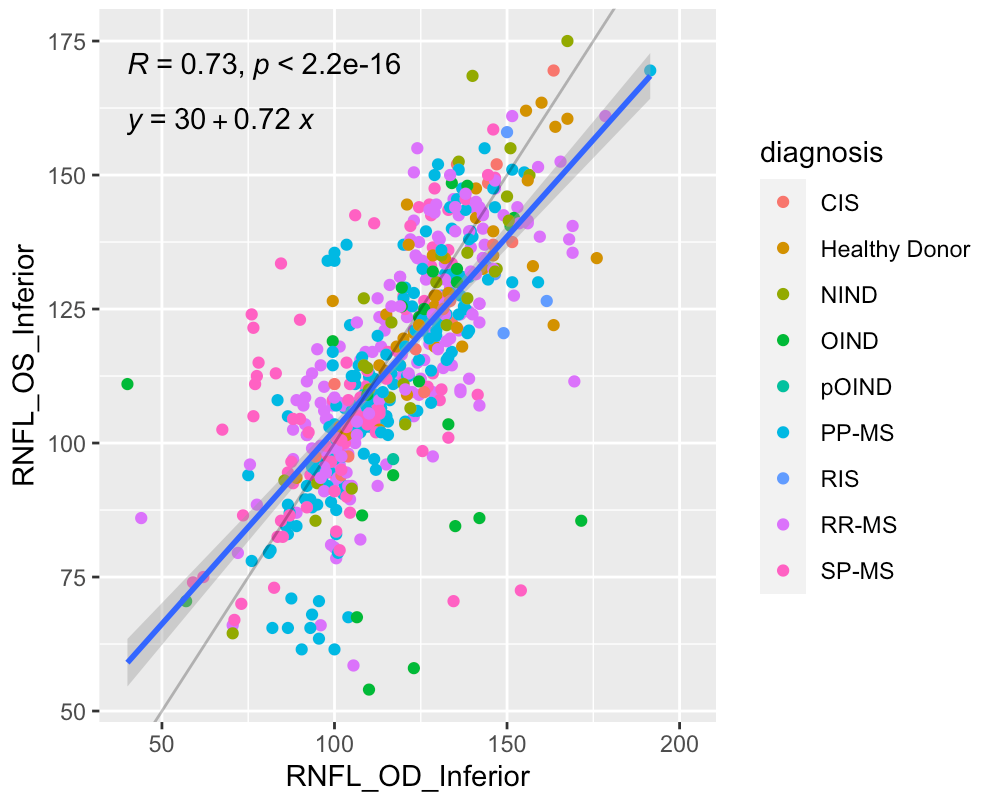 R = 0.73, p < 2.2e-16
y = 30 + 0.72 x
175
150
125
100
75
50
RNFL_OS_Inferior
50 100 150 200
RNFL_OD_Inferior
diagnosis
CIS
Healthy Donor
NIND
OIND
pOIND
PP-MS
RIS
RR-MS
SP-MS